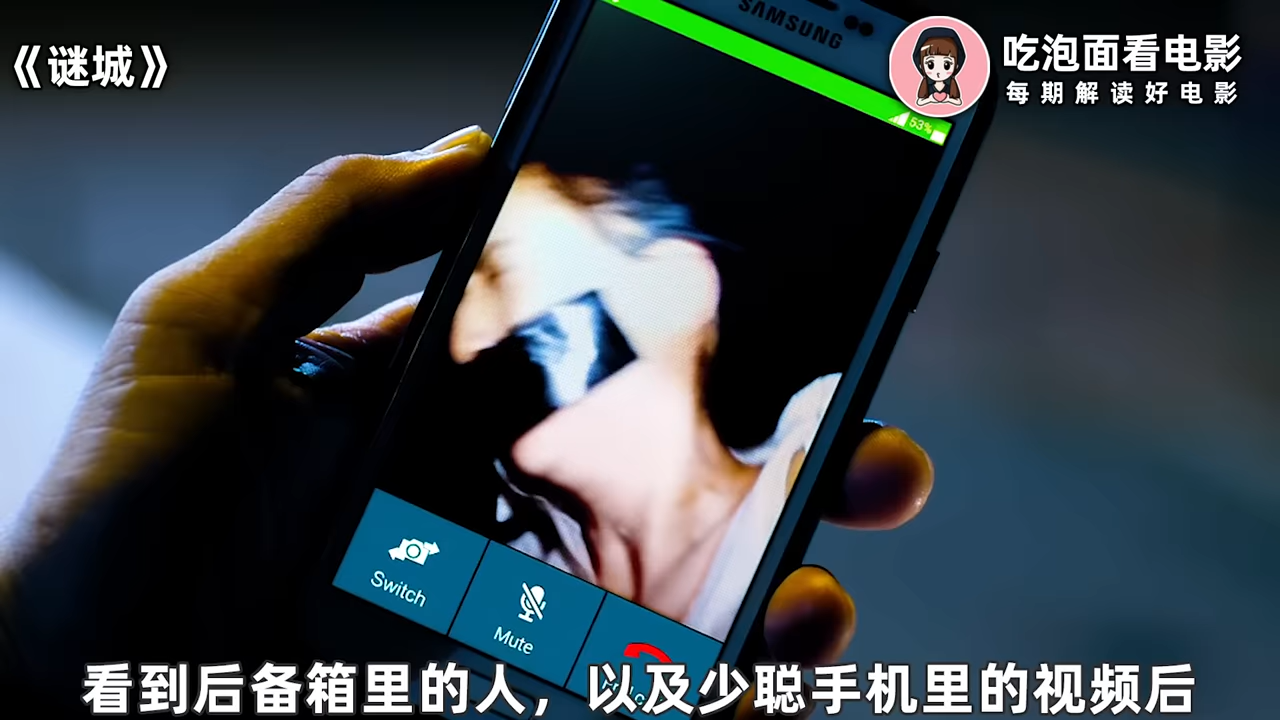 《谜城》
SAMSUNG
吃泡面看电影
每期解读好电影
53%
Switch
Mute
看到后备箱里的人，以及少聪手机里的视频后